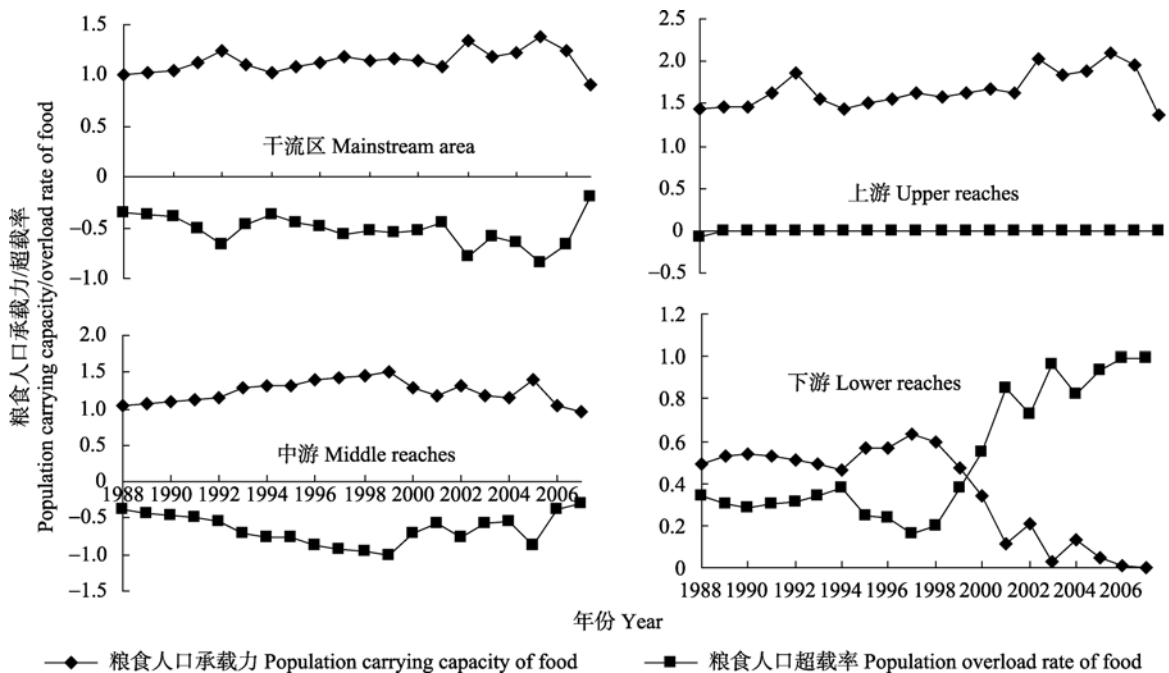 粮食人口承载力/超载率
Population carrying capacity/overload rate of food
1.5
1.0
0.5
0
−0.5
−1.0
干流区 Mainstream area
2.5
2.0
1.5
1.0
0.5
0
−0.5
上游 Upper reaches
2.0
1.5
1.0
0.5
0
−0.5
−1.0
−1.5
中游 Middle reaches
1988 1990 1992 1994 1996 1998 2000 2002 2004 2006
1.2
1.0
0.8
0.6
0.4
0.2
0
下游 Lower reaches
1988 1990 1992 1994 1996 1998 2000 2002 2004 2006
年份 Year
粮食人口承载力 Population carrying capacity of food
粮食人口超载率 Population overload rate of food